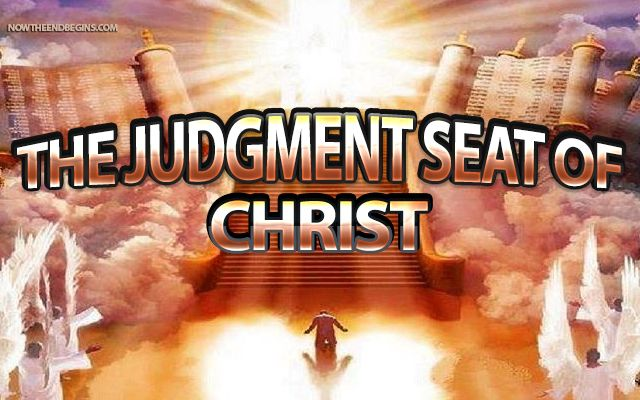 NOWTHEENDBEGINS.COM
THE JUDGMENT SEAT OF
CHRIST